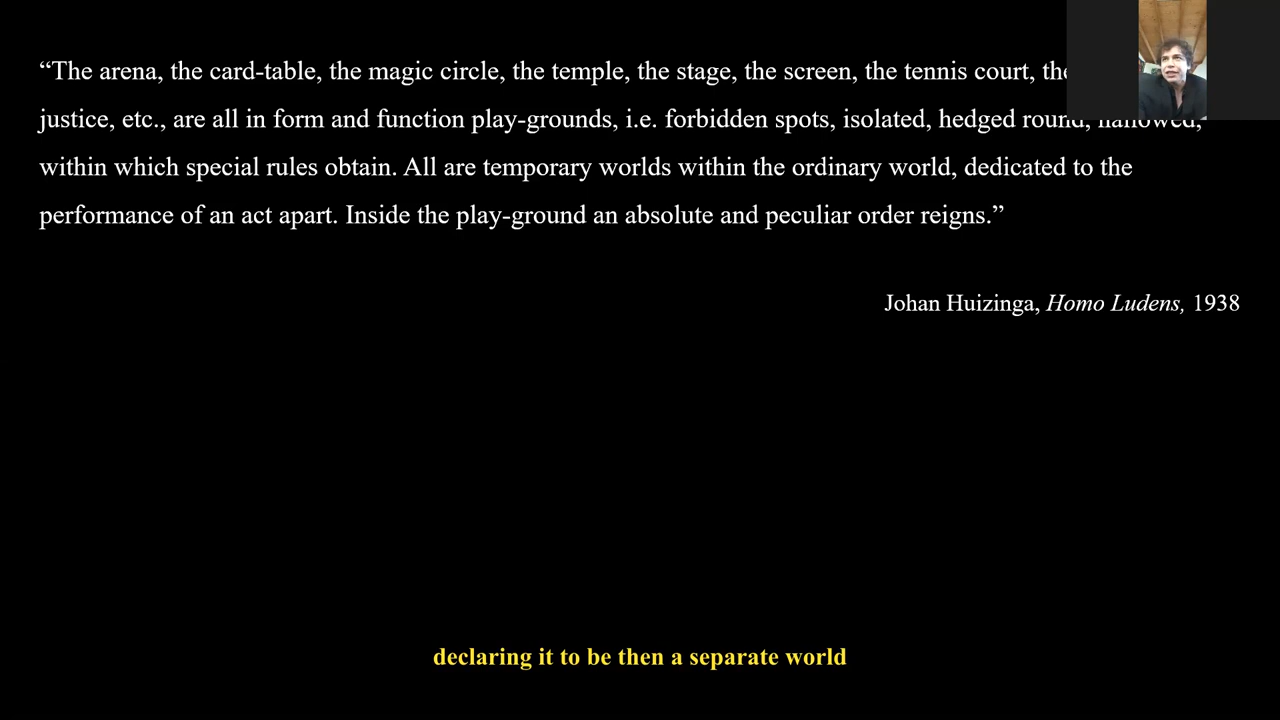 “The arena, the card-table, the magic circle, the temple, the stage, the screen, the tennis court, the
justice, etc., are all in form and function play-grounds, i.e. forbidden spots, isolated, hedged round, hallowed,
within which special rules obtain. All are temporary worlds within the ordinary world, dedicated to the
performance of an act apart. Inside the play-ground an absolute and peculiar order reigns.”
Johan Huizinga, Homo Ludens, 1938
declaring it to be then a separate world